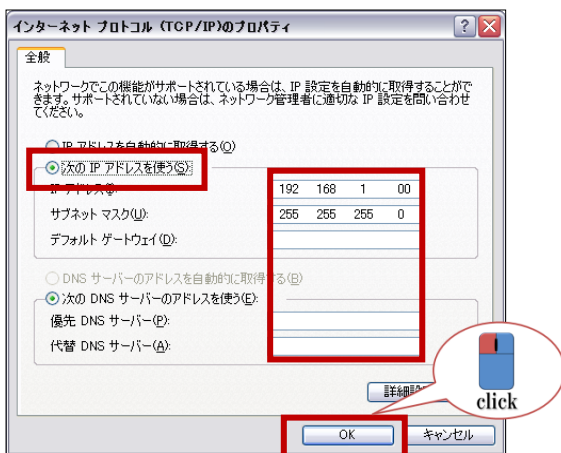 インターネット プロトコル (TCP/IP)のプロパティ
全般
ネットワークでこの機能がサポートされている場合は、IP 設定を自動的に取得することがで
きます。サポートされていない場合は、ネットワーク管理者に適切な IP 設定を問い合わせ
てください。
IP アドレスを自動的に取得する(O)
次の IP アドレスを使う(S):
IP アドレス(I): 192 168 1 00
サブネット マスク(U): 255 255 255 0
デフォルト ゲートウェイ(D):
DNS サーバーのアドレスを自動的に取得する(B)
次の DNS サーバーのアドレスを使う(E):
優先 DNS サーバー(P):
代替 DNS サーバー(A):
詳細設
click
OK キャンセル